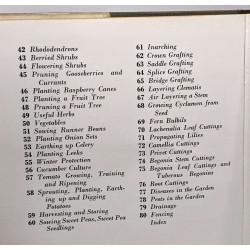 42 Rhododendrons
43 Berried Shrubs
44 Flowering Shrubs
45 Pruning Gooseberries and
Currants
46 Planting Raspberry Canes
47 Planting a Fruit Tree
48 Pruning a Fruit Tree
49 Useful Herbs
50 Vegetables
51 Sowing Runner Beans
52 Planting Onion Sets
53 Earthing up Celery
54 Planting Leeks
55 Winter Protection
56 Cucumber Culture
57 Tomato Growing, Training
and Ripening
58 Sprouting, Planting, Earth-
ing up and Digging
Potatoes
59 Harvesting and Storing
60 Sowing Sweet Peas, Sweet Pea
Seedlings
61 Inarching
62 Crown Grafting
63 Saddle Grafting
64 Splice Grafting
65 Bridge Grafting
66 Layering Clematis
67 Air Layering a Stem
68 Growing Cyclamen from
Seed
69 Fern Bulbils
70 Lachenalia Leaf Cuttings
71 Propagating Lilies
72 Camellia Cuttings
73 Privet Cuttings
74 Begonia Stem Cuttings
75 Begonia Leaf Cuttings and
Tuberous Begonias
76 Root Cuttings
77 Diseases in the Garden
78 Pests in the Garden
79 Drainage
80 Fencing
Index